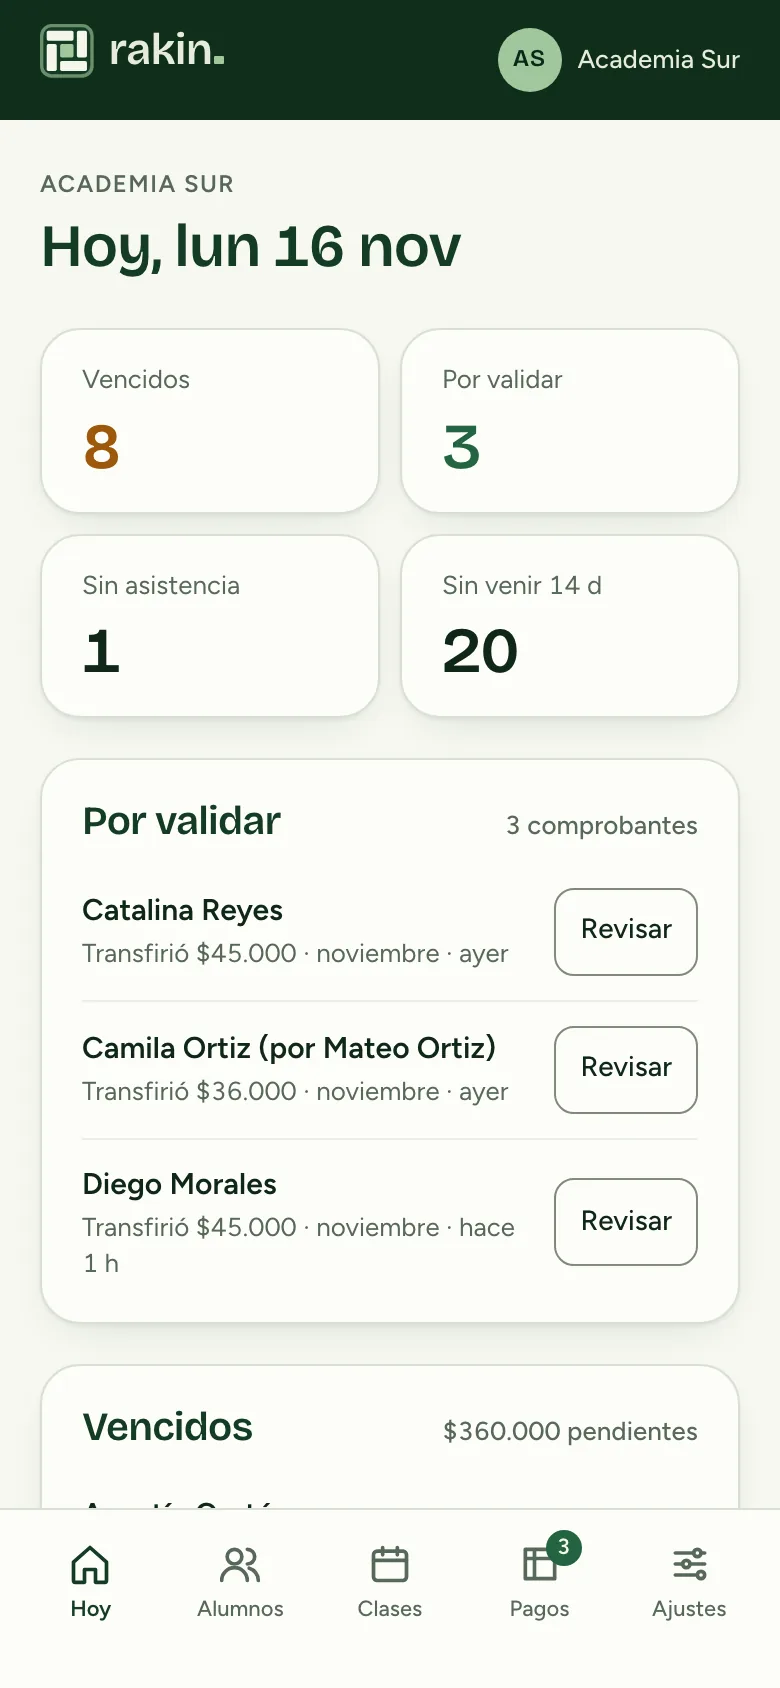 rakin.
AS
Academia Sur
ACADEMIA SUR
Hoy, lun 16 nov
Vencidos
8
Por validar
3
Sin asistencia
1
Sin venir 14 d
20
Por validar
3 comprobantes
Catalina Reyes
Transfirió $45.000 · noviembre · ayer
Revisar
Camila Ortiz (por Mateo Ortiz)
Transfirió $36.000 · noviembre · ayer
Revisar
Diego Morales
Transfirió $45.000 · noviembre · hace
1 h
Revisar
Vencidos
$360.000 pendientes
Hoy
Alumnos
Clases
3
Pagos
Ajustes